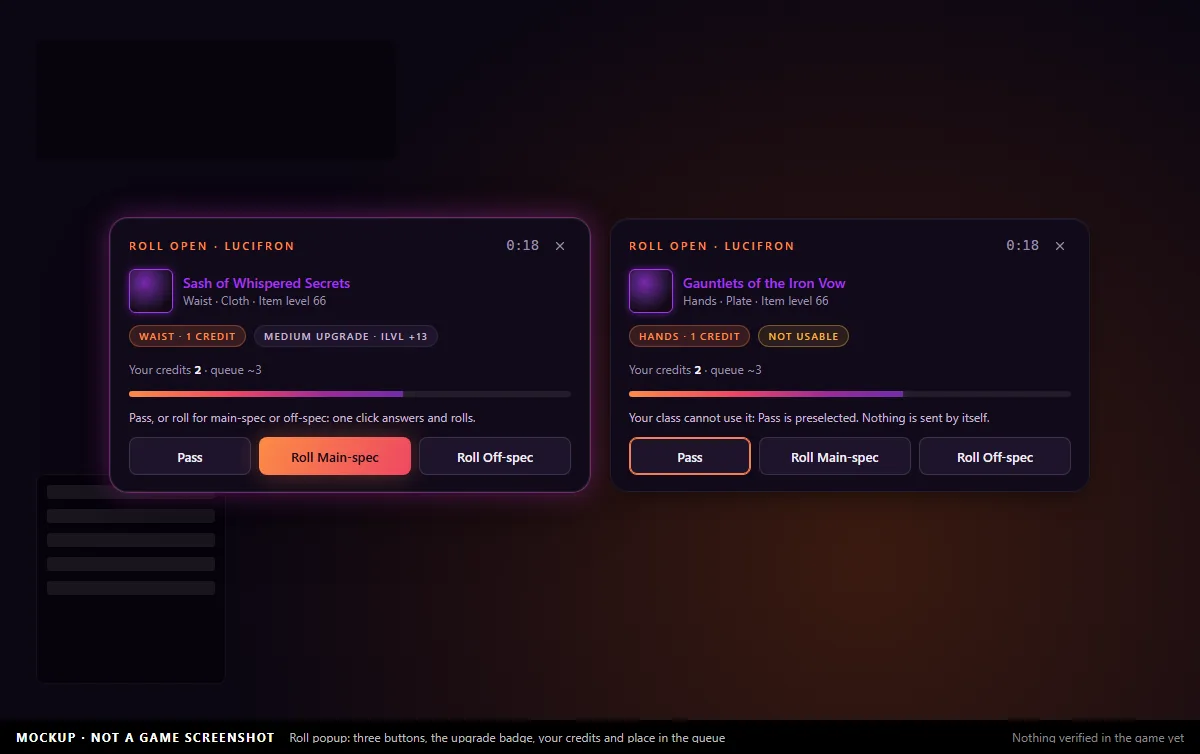 ROLL OPEN · LUCIFRON 0:18 ×
Sash of Whispered Secrets
Waist · Cloth · Item level 66
WAIST · 1 CREDIT MEDIUM UPGRADE · ILVL +13
Your credits 2 · queue ~3
Pass, or roll for main-spec or off-spec: one click answers and rolls.
Pass Roll Main-spec Roll Off-spec
ROLL OPEN · LUCIFRON 0:18 ×
Gauntlets of the Iron Vow
Hands · Plate · Item level 66
HANDS · 1 CREDIT NOT USABLE
Your credits 2 · queue ~3
Your class cannot use it: Pass is preselected. Nothing is sent by itself.
Pass Roll Main-spec Roll Off-spec
MOCKUP · NOT A GAME SCREENSHOT Roll popup: three buttons, the upgrade badge, your credits and place in the queue Nothing verified in the game yet